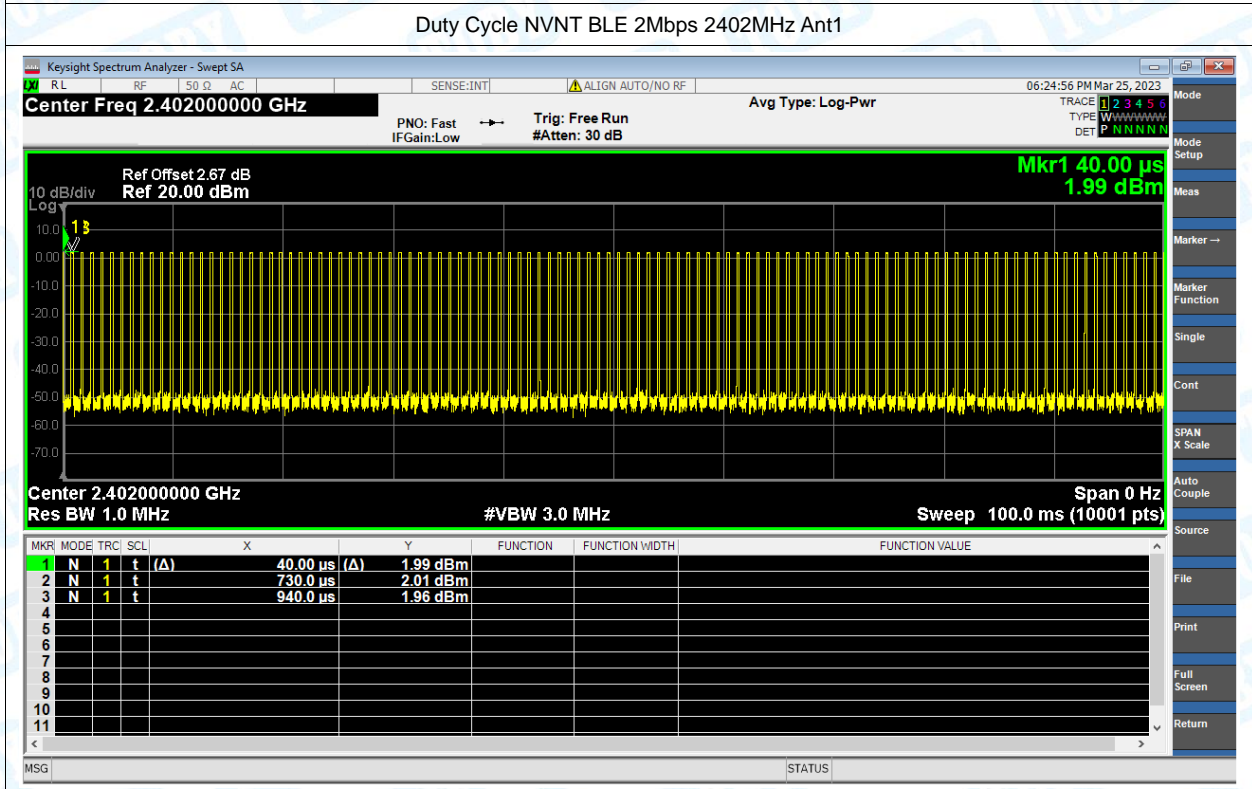 Duty Cycle NVNT BLE 2Mbps 2402MHz Ant1
Keysight Spectrum Analyzer - Swept SA
LXI RL RF 50 Ω AC SENSE:INT ALIGN AUTO/NO RF 06:24:56 PM Mar 25, 2023
Center Freq 2.402000000 GHz
PNO: Fast
IFGain:Low
Trig: Free Run
#Atten: 30 dB
Avg Type: Log-Pwr
TRACE 1 2 3 4 5 6
TYPE WWWWWW
DET P N N N N N
Mkr1 40.00 µs
1.99 dBm
Ref Offset 2.67 dB
10 dB/div Ref 20.00 dBm
Log
10.0
0.00
-10.0
-20.0
-30.0
-40.0
-50.0
-60.0
-70.0
1 3
Center 2.402000000 GHz Span 0 Hz
Res BW 1.0 MHz #VBW 3.0 MHz Sweep 100.0 ms (10001 pts)
MKR MODE TRC SCL X Y FUNCTION FUNCTION WIDTH FUNCTION VALUE
1 N 1 t (Δ) 40.00 µs (Δ) 1.99 dBm
2 N 1 t 730.0 µs 2.01 dBm
3 N 1 t 940.0 µs 1.96 dBm
4
5
6
7
8
9
10
11
MSG STATUS
Mode
Mode
Setup
Meas
Marker→
Marker
Function
Single
Cont
SPAN
X Scale
Auto
Couple
Source
File
Print
Full
Screen
Return